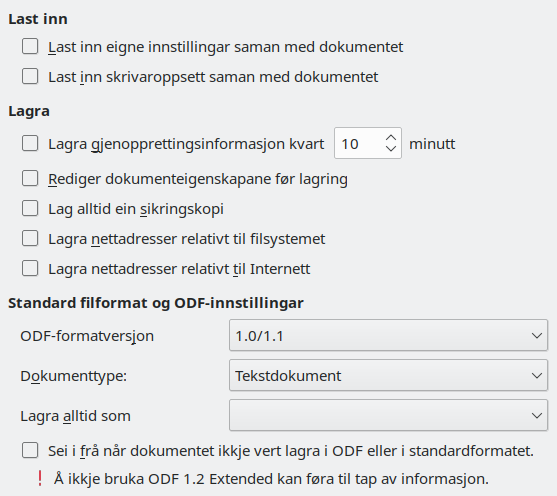 Last inn
Last inn eigne innstillingar saman med dokumentet
Last inn skrivaroppsett saman med dokumentet
Lagra
Lagra gjenopprettingsinformasjon kvart 10 minutt
Rediger dokumenteigenskapane før lagring
Lag alltid ein sikringskopi
Lagra nettadresser relativt til filsystemet
Lagra nettadresser relativt til Internett
Standard filformat og ODF-innstillingar
ODF-formatversjon 1.0/1.1
Dokumenttype: Tekstdokument
Lagra alltid som
Sei i frå når dokumentet ikkje vert lagra i ODF eller i standardformatet.
! Å ikkje bruka ODF 1.2 Extended kan føra til tap av informasjon.